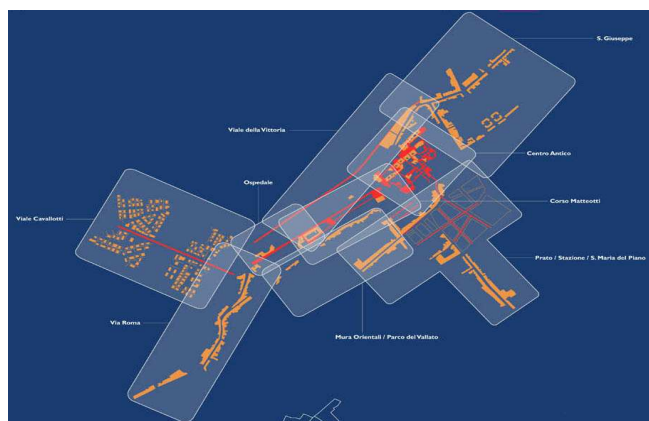 S. Giuseppe
Viale della Vittoria
Centro Antico
Ospedale
Corso Matteotti
Viale Cavallotti
Prato / Stazione / S. Maria del Piano
Via Roma
Mura Orientali / Parco del Vallato